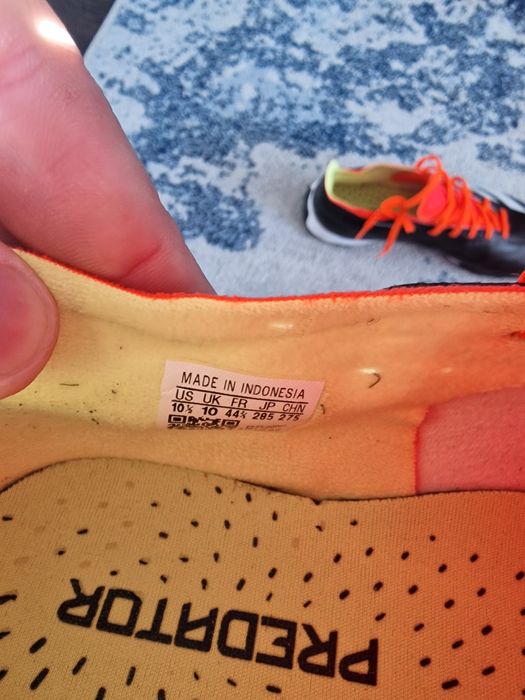 MADE IN INDONESIA
US UK FR JP CHN
10½ 10 44⅔ 285 275
PREDATOR